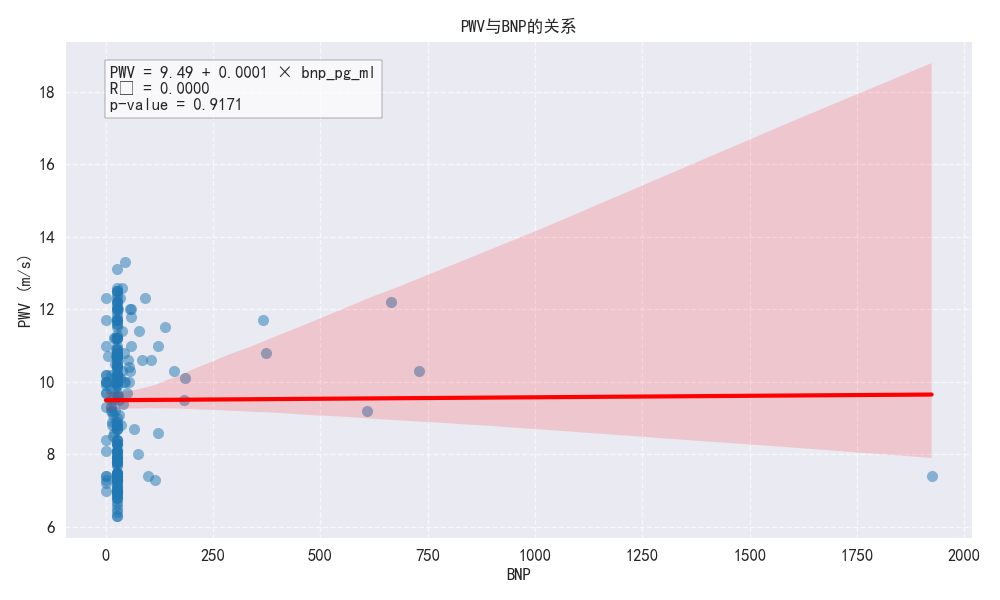 PWV与BNP的关系
PWV = 9.49 + 0.0001 × bnp_pg_ml
R□ = 0.0000
p-value = 0.9171
PWV (m/s)
18
16
14
12
10
8
6
0 250 500 750 1000 1250 1500 1750 2000
BNP